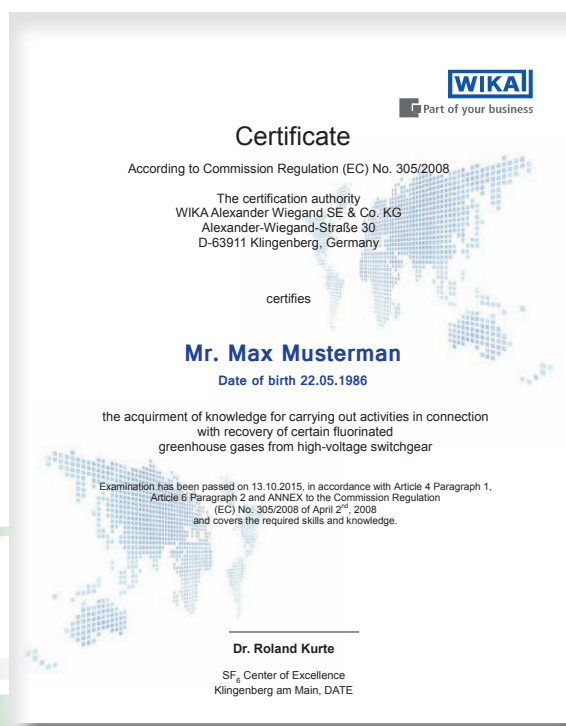 WIKA
Part of your business
Certificate
According to Commission Regulation (EC) No. 305/2008
The certification authority
WIKA Alexander Wiegand SE & Co. KG
Alexander-Wiegand-Straße 30
D-63911 Klingenberg, Germany
certifies
Mr. Max Musterman
Date of birth 22.05.1986
the acquirment of knowledge for carrying out activities in connection
with recovery of certain fluorinated
greenhouse gases from high-voltage switchgear
Examination has been passed on 13.10.2015, in accordance with Article 4 Paragraph 1,
Article 6 Paragraph 2 and ANNEX to the Commission Regulation
(EC) No. 305/2008 of April 2nd, 2008
and covers the required skills and knowledge.
Dr. Roland Kurte
SF6 Center of Excellence
Klingenberg am Main, DATE